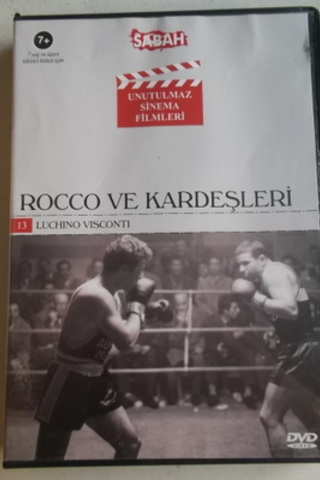 7+
7 yaş ve üzeri
izleyici kitlesi için
SABAH
UNUTULMAZ
SİNEMA
FİLMLERİ
ROCCO VE KARDEŞLERİ
13 LUCHINO VISCONTI
DVD
VIDEO